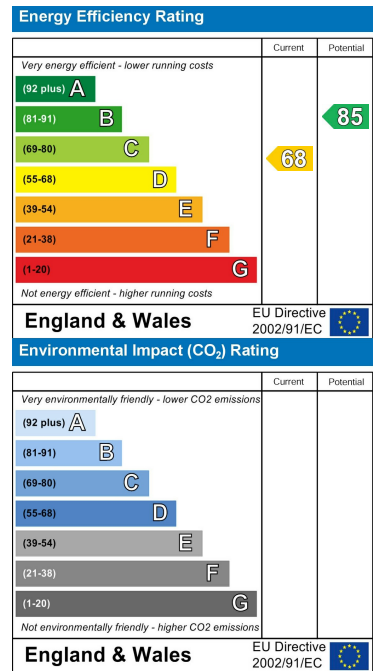 Energy Efficiency Rating
Current Potential
Very energy efficient - lower running costs
(92 plus) A
(81-91) B
85
(69-80) C
68
(55-68) D
(39-54) E
(21-38) F
(1-20) G
Not energy efficient - higher running costs
England & Wales
EU Directive
2002/91/EC
Environmental Impact (CO₂) Rating
Current Potential
Very environmentally friendly - lower CO2 emissions
(92 plus) A
(81-91) B
(69-80) C
(55-68) D
(39-54) E
(21-38) F
(1-20) G
Not environmentally friendly - higher CO2 emissions
England & Wales
EU Directive
2002/91/EC